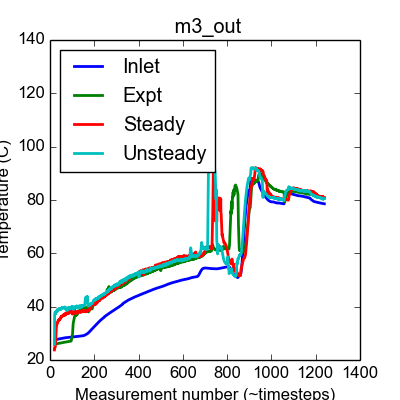 m3_out
140
120
100
80
60
40
20
Temperature (C)
Inlet
Expt
Steady
Unsteady
0 200 400 600 800 1000 1200 1400
Measurement number (~timesteps)